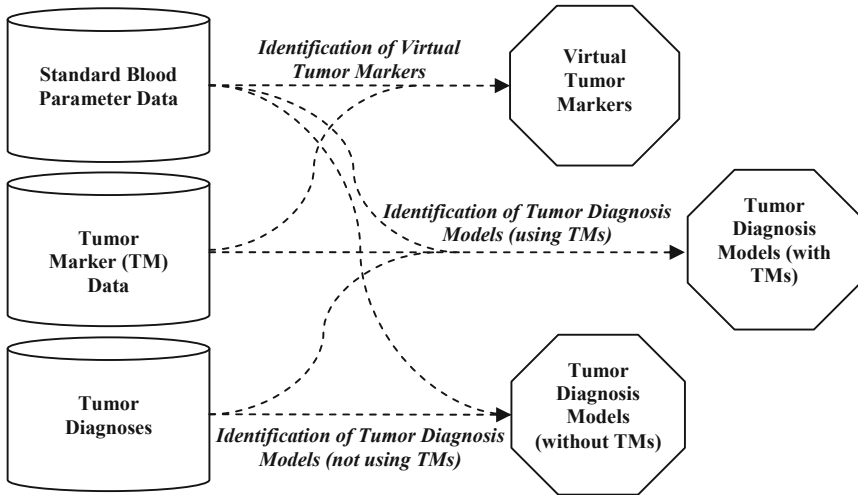 Standard Blood
Parameter Data
Identification of Virtual
Tumor Markers
Virtual
Tumor
Markers
Tumor
Marker (TM)
Data
Identification of Tumor Diagnosis
Models (using TMs)
Tumor
Diagnosis
Models (with
TMs)
Tumor
Diagnoses
Identification of Tumor Diagnosis
Models (not using TMs)
Tumor
Diagnosis
Models
(without TMs)